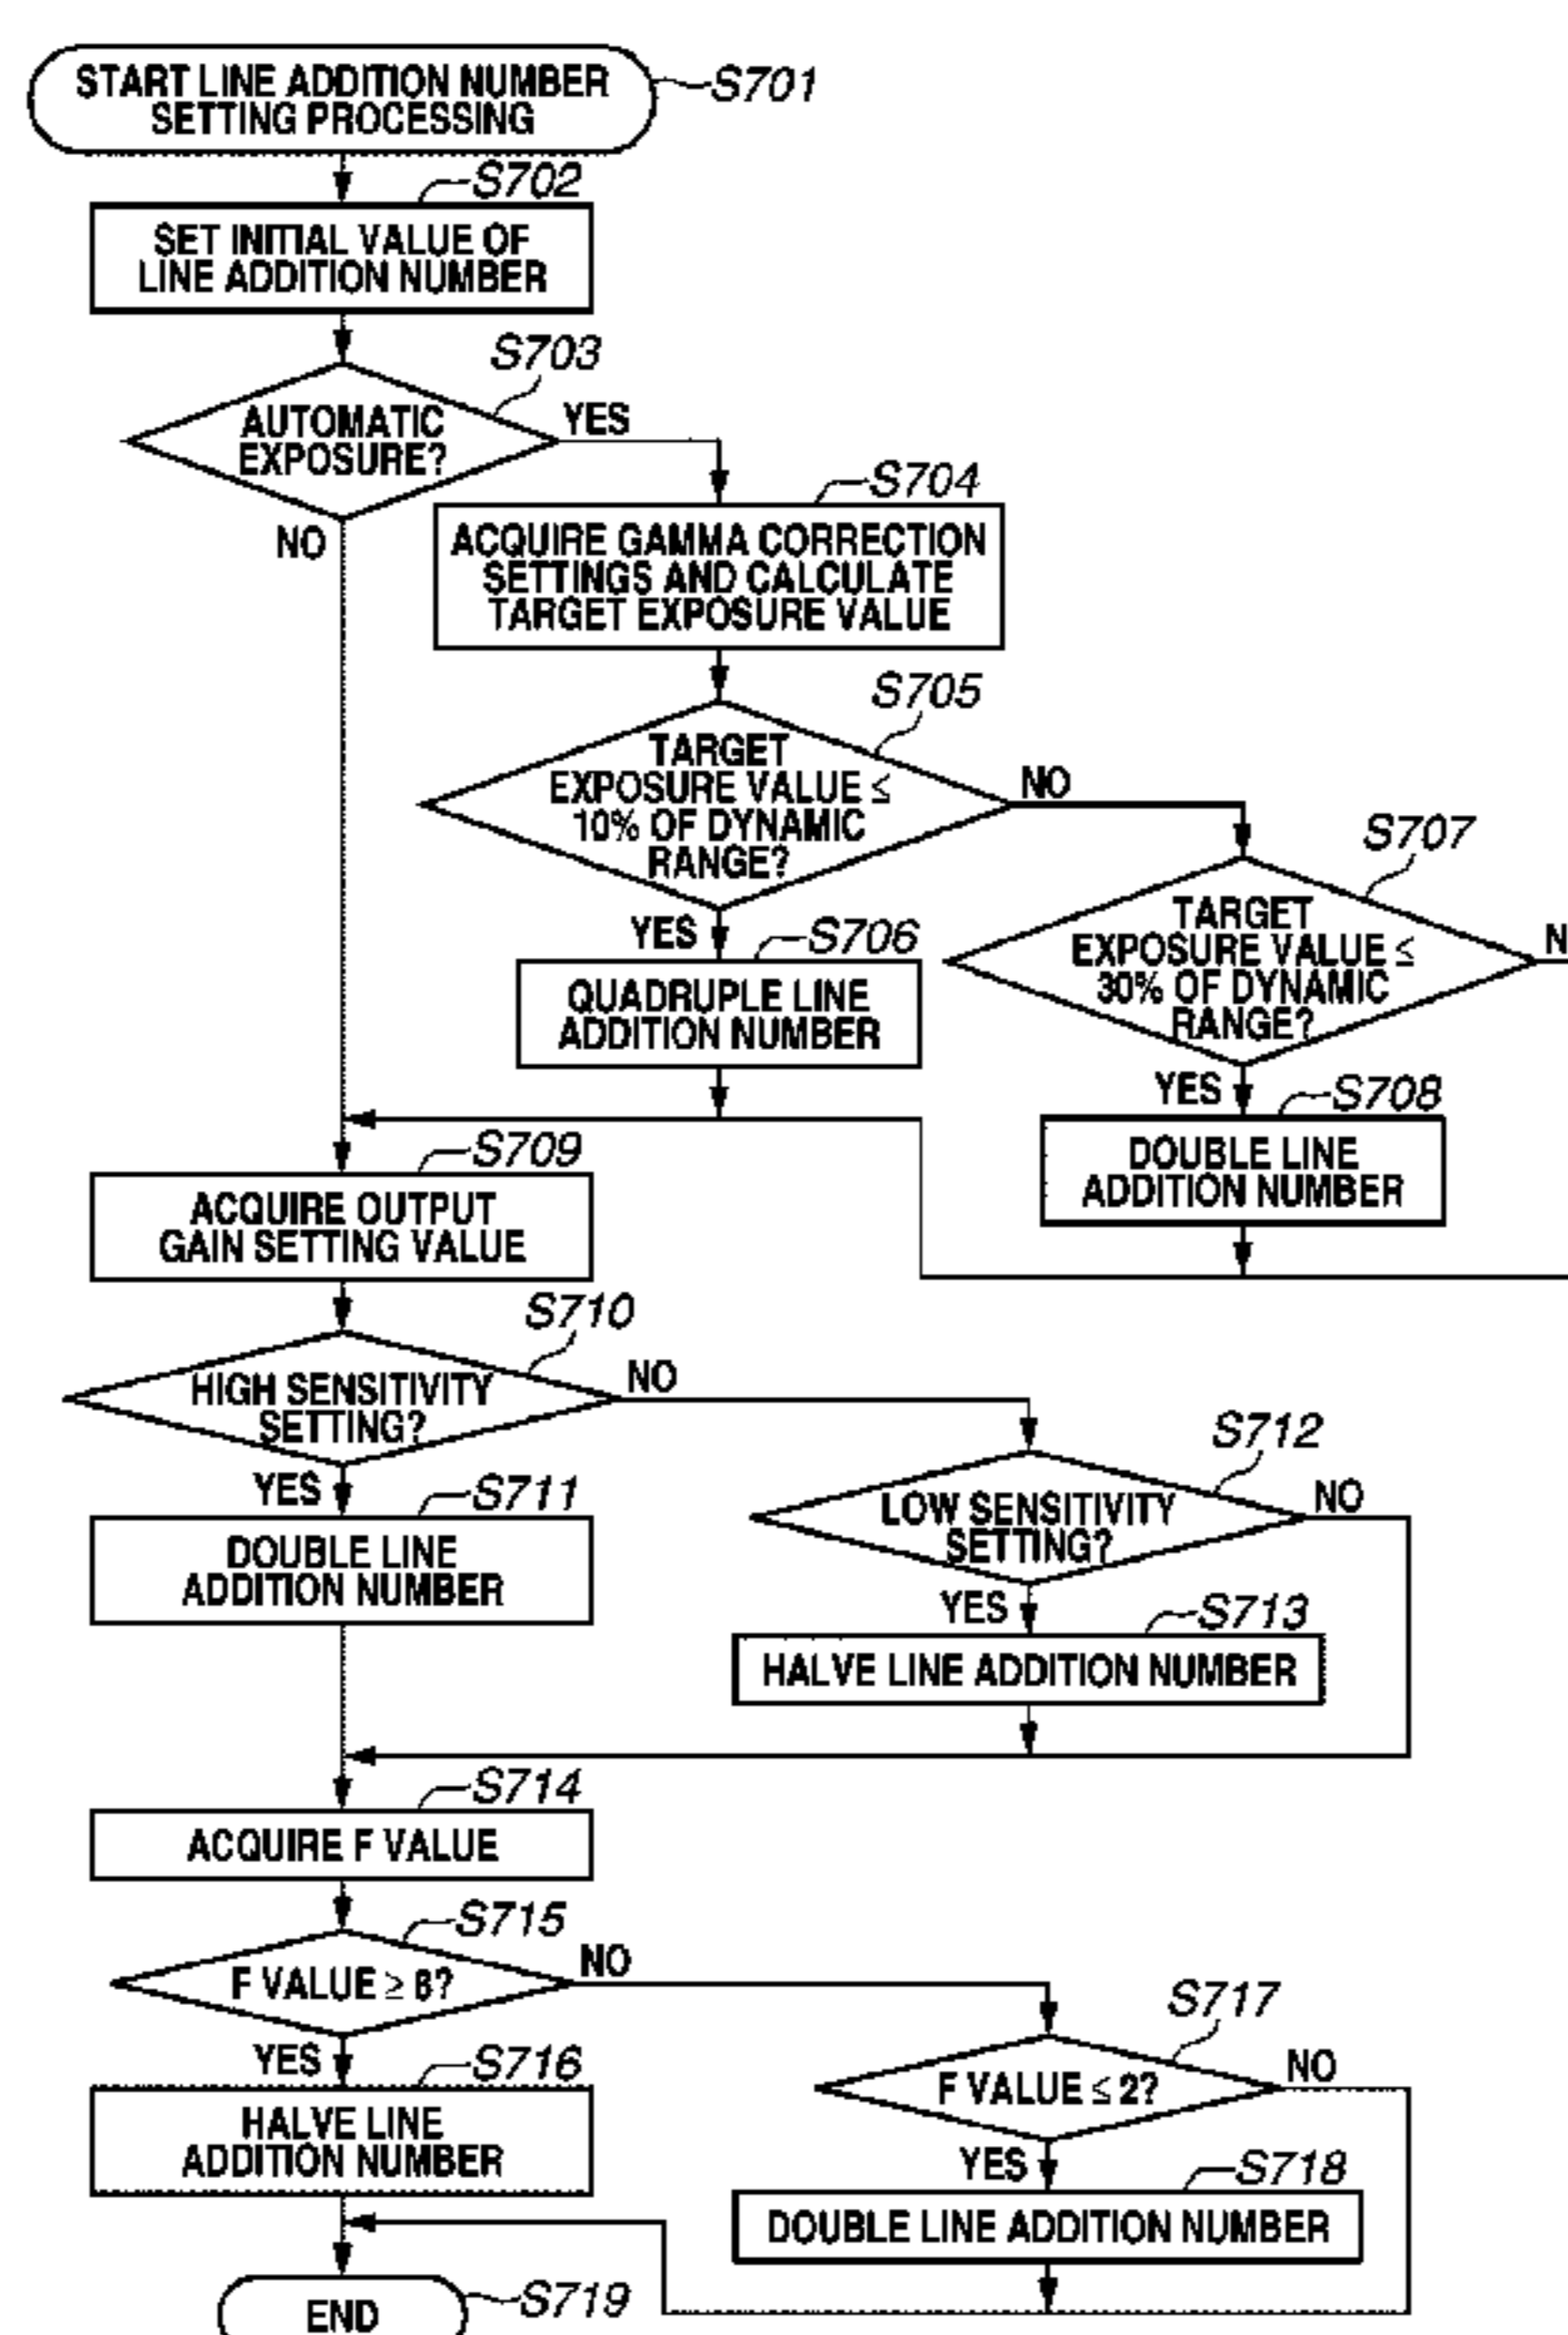 START LINE ADDITION NUMBER
SETTING PROCESSING
S701
S702
SET INITIAL VALUE OF
LINE ADDITION NUMBER
S703
AUTOMATIC
EXPOSURE?
YES
NO
S704
ACQUIRE GAMMA CORRECTION
SETTINGS AND CALCULATE
TARGET EXPOSURE VALUE
S705
TARGET
EXPOSURE VALUE ≤
10% OF DYNAMIC
RANGE?
NO
YES
S706
QUADRUPLE LINE
ADDITION NUMBER
S707
TARGET
EXPOSURE VALUE ≤
30% OF DYNAMIC
RANGE?
N
YES
S708
DOUBLE LINE
ADDITION NUMBER
S709
ACQUIRE OUTPUT
GAIN SETTING VALUE
S710
HIGH SENSITIVITY
SETTING?
NO
YES
S711
DOUBLE LINE
ADDITION NUMBER
S712
LOW SENSITIVITY
SETTING?
NO
YES
S713
HALVE LINE ADDITION NUMBER
S714
ACQUIRE F VALUE
S715
F VALUE ≥ 8?
NO
YES
S716
HALVE LINE
ADDITION NUMBER
S717
F VALUE ≤ 2?
NO
YES
S718
DOUBLE LINE ADDITION NUMBER
END
S719